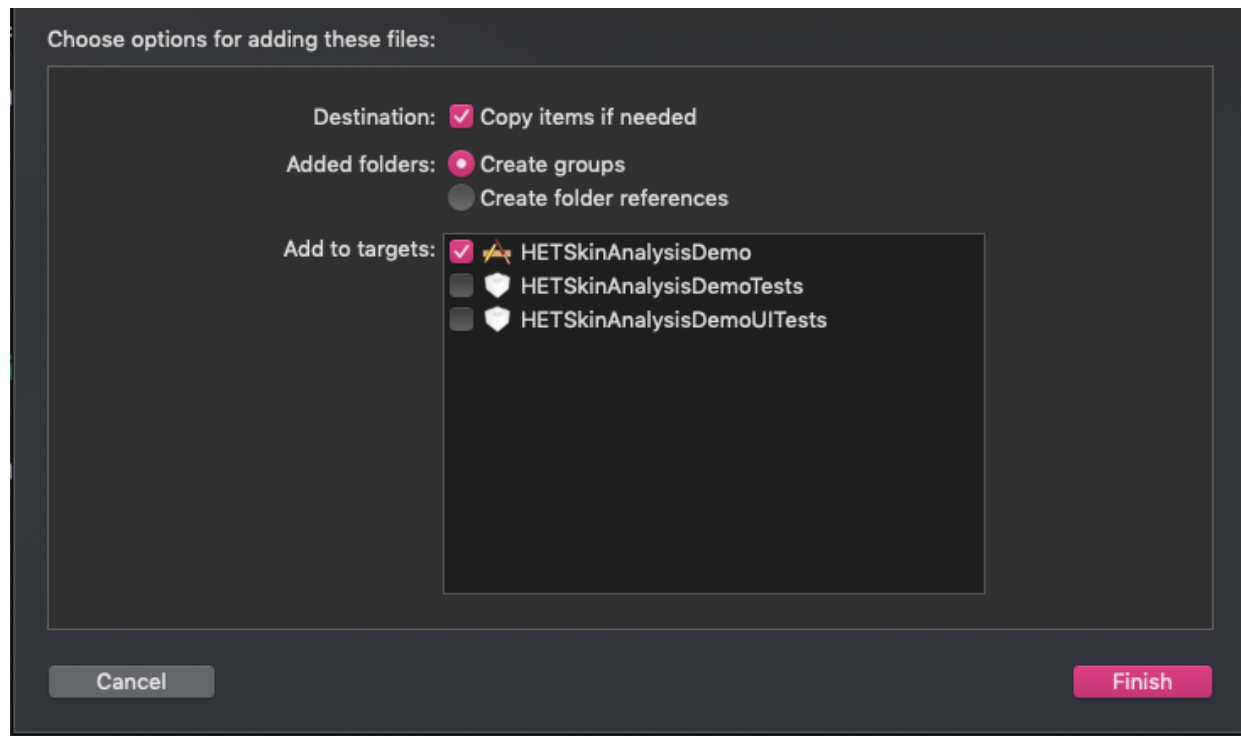 Choose options for adding these files:
Destination: Copy items if needed
Added folders: Create groups
Create folder references
Add to targets: HETSkinAnalysisDemo
HETSkinAnalysisDemoTests
HETSkinAnalysisDemoUITests
Cancel Finish